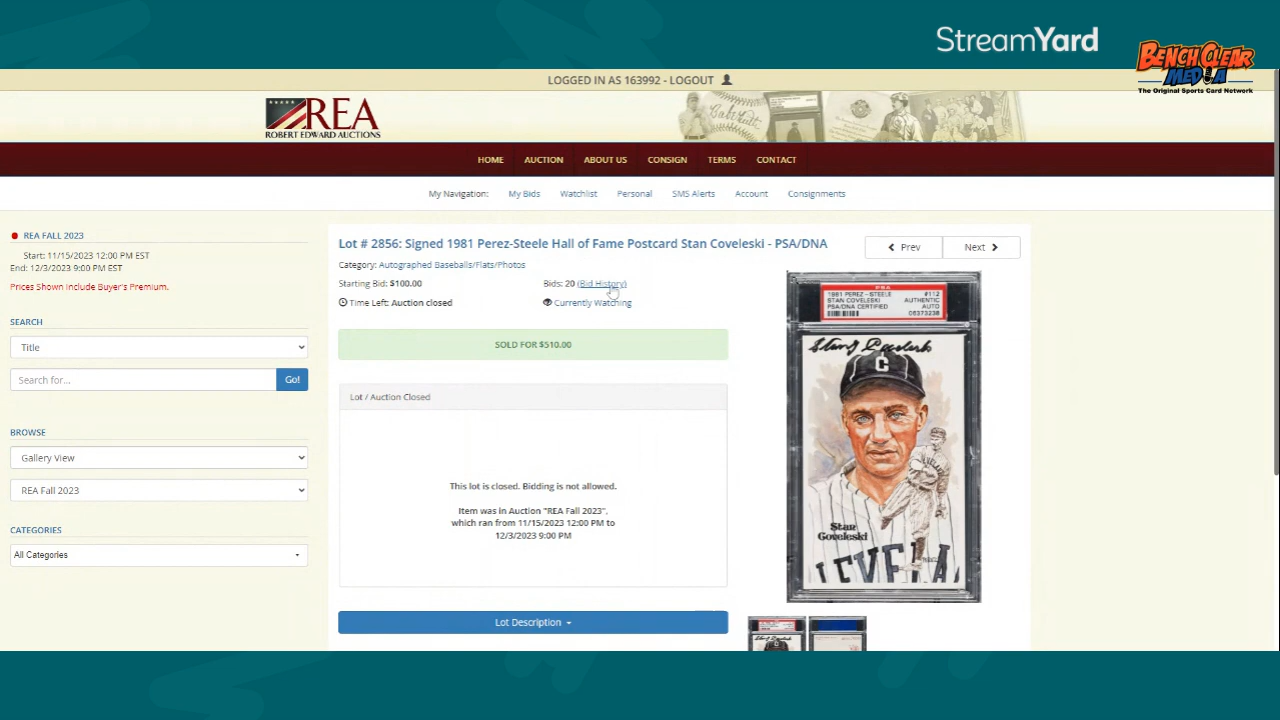 StreamYard
BENCHCLEAR
MEDIA
The Original Sports Card Network
LOGGED IN AS 163992 - LOGOUT
REA
ROBERT EDWARD AUCTIONS
HOME AUCTION ABOUT US CONSIGN TERMS CONTACT
My Navigation: My Bids Watchlist Personal SMS Alerts Account Consignments
REA FALL 2023
Start: 11/15/2023 12:00 PM EST
End: 12/3/2023 9:00 PM EST
Prices Shown Include Buyer's Premium.
SEARCH
Title
Search for... Go!
BROWSE
Gallery View
REA Fall 2023
CATEGORIES
All Categories
Lot # 2856: Signed 1981 Perez-Steele Hall of Fame Postcard Stan Coveleski - PSA/DNA
Prev Next
Category: Autographed Baseballs/Flats/Photos
Starting Bid: $100.00 Bids: 20 (Bid History)
Time Left: Auction closed Currently Watching
SOLD FOR $510.00
Lot / Auction Closed
This lot is closed. Bidding is not allowed.
Item was in Auction "REA Fall 2023",
which ran from 11/15/2023 12:00 PM to
12/3/2023 9:00 PM
Lot Description
PSA
1981 PEREZ - STEELE #112
STAN COVELESKI AUTHENTIC
PSA/DNA CERTIFIED AUTO
06373238
Stan Coveleski
C
Stan
Coveleski
CLEVELA